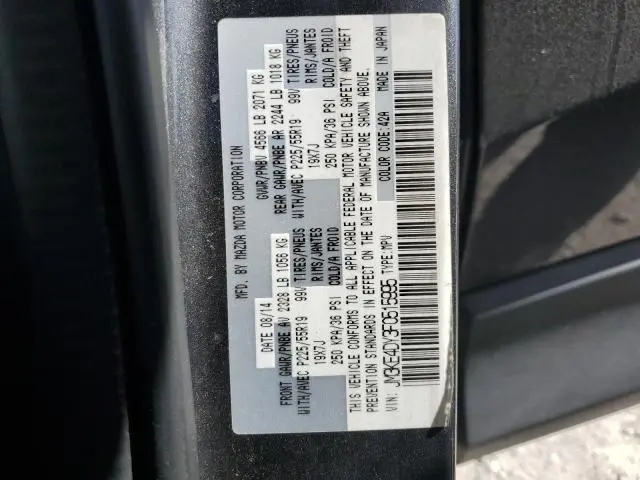 MFD. BY MAZDA MOTOR CORPORATION
DATE 08/14 GVWR/PNBV 4566 LB 2071 KG
FRONT GAWR/PNBE AV 2328 LB 1056 KG REAR GAWR/PNBE AR 2244 LB 1018 KG
WITH/AVEC P225/55R19 99V TIRES/PNEUS WITH/AVEC P225/55R19 99V TIRES/PNEUS
19X7J RIMS/JANTES 19X7J RIMS/JANTES
250 KPA/36 PSI COLD/A FROID 250 KPA/36 PSI COLD/A FROID
THIS VEHICLE CONFORMS TO ALL APPLICABLE FEDERAL MOTOR VEHICLE SAFETY AND THEFT
STANDARDS IN EFFECT ON THE DATE OF MANUFACTURE SHOWN ABOVE.
VIN: JM3KE4DY3F0515995 TYPE:MPV COLOR CODE:42A MADE IN JAPAN